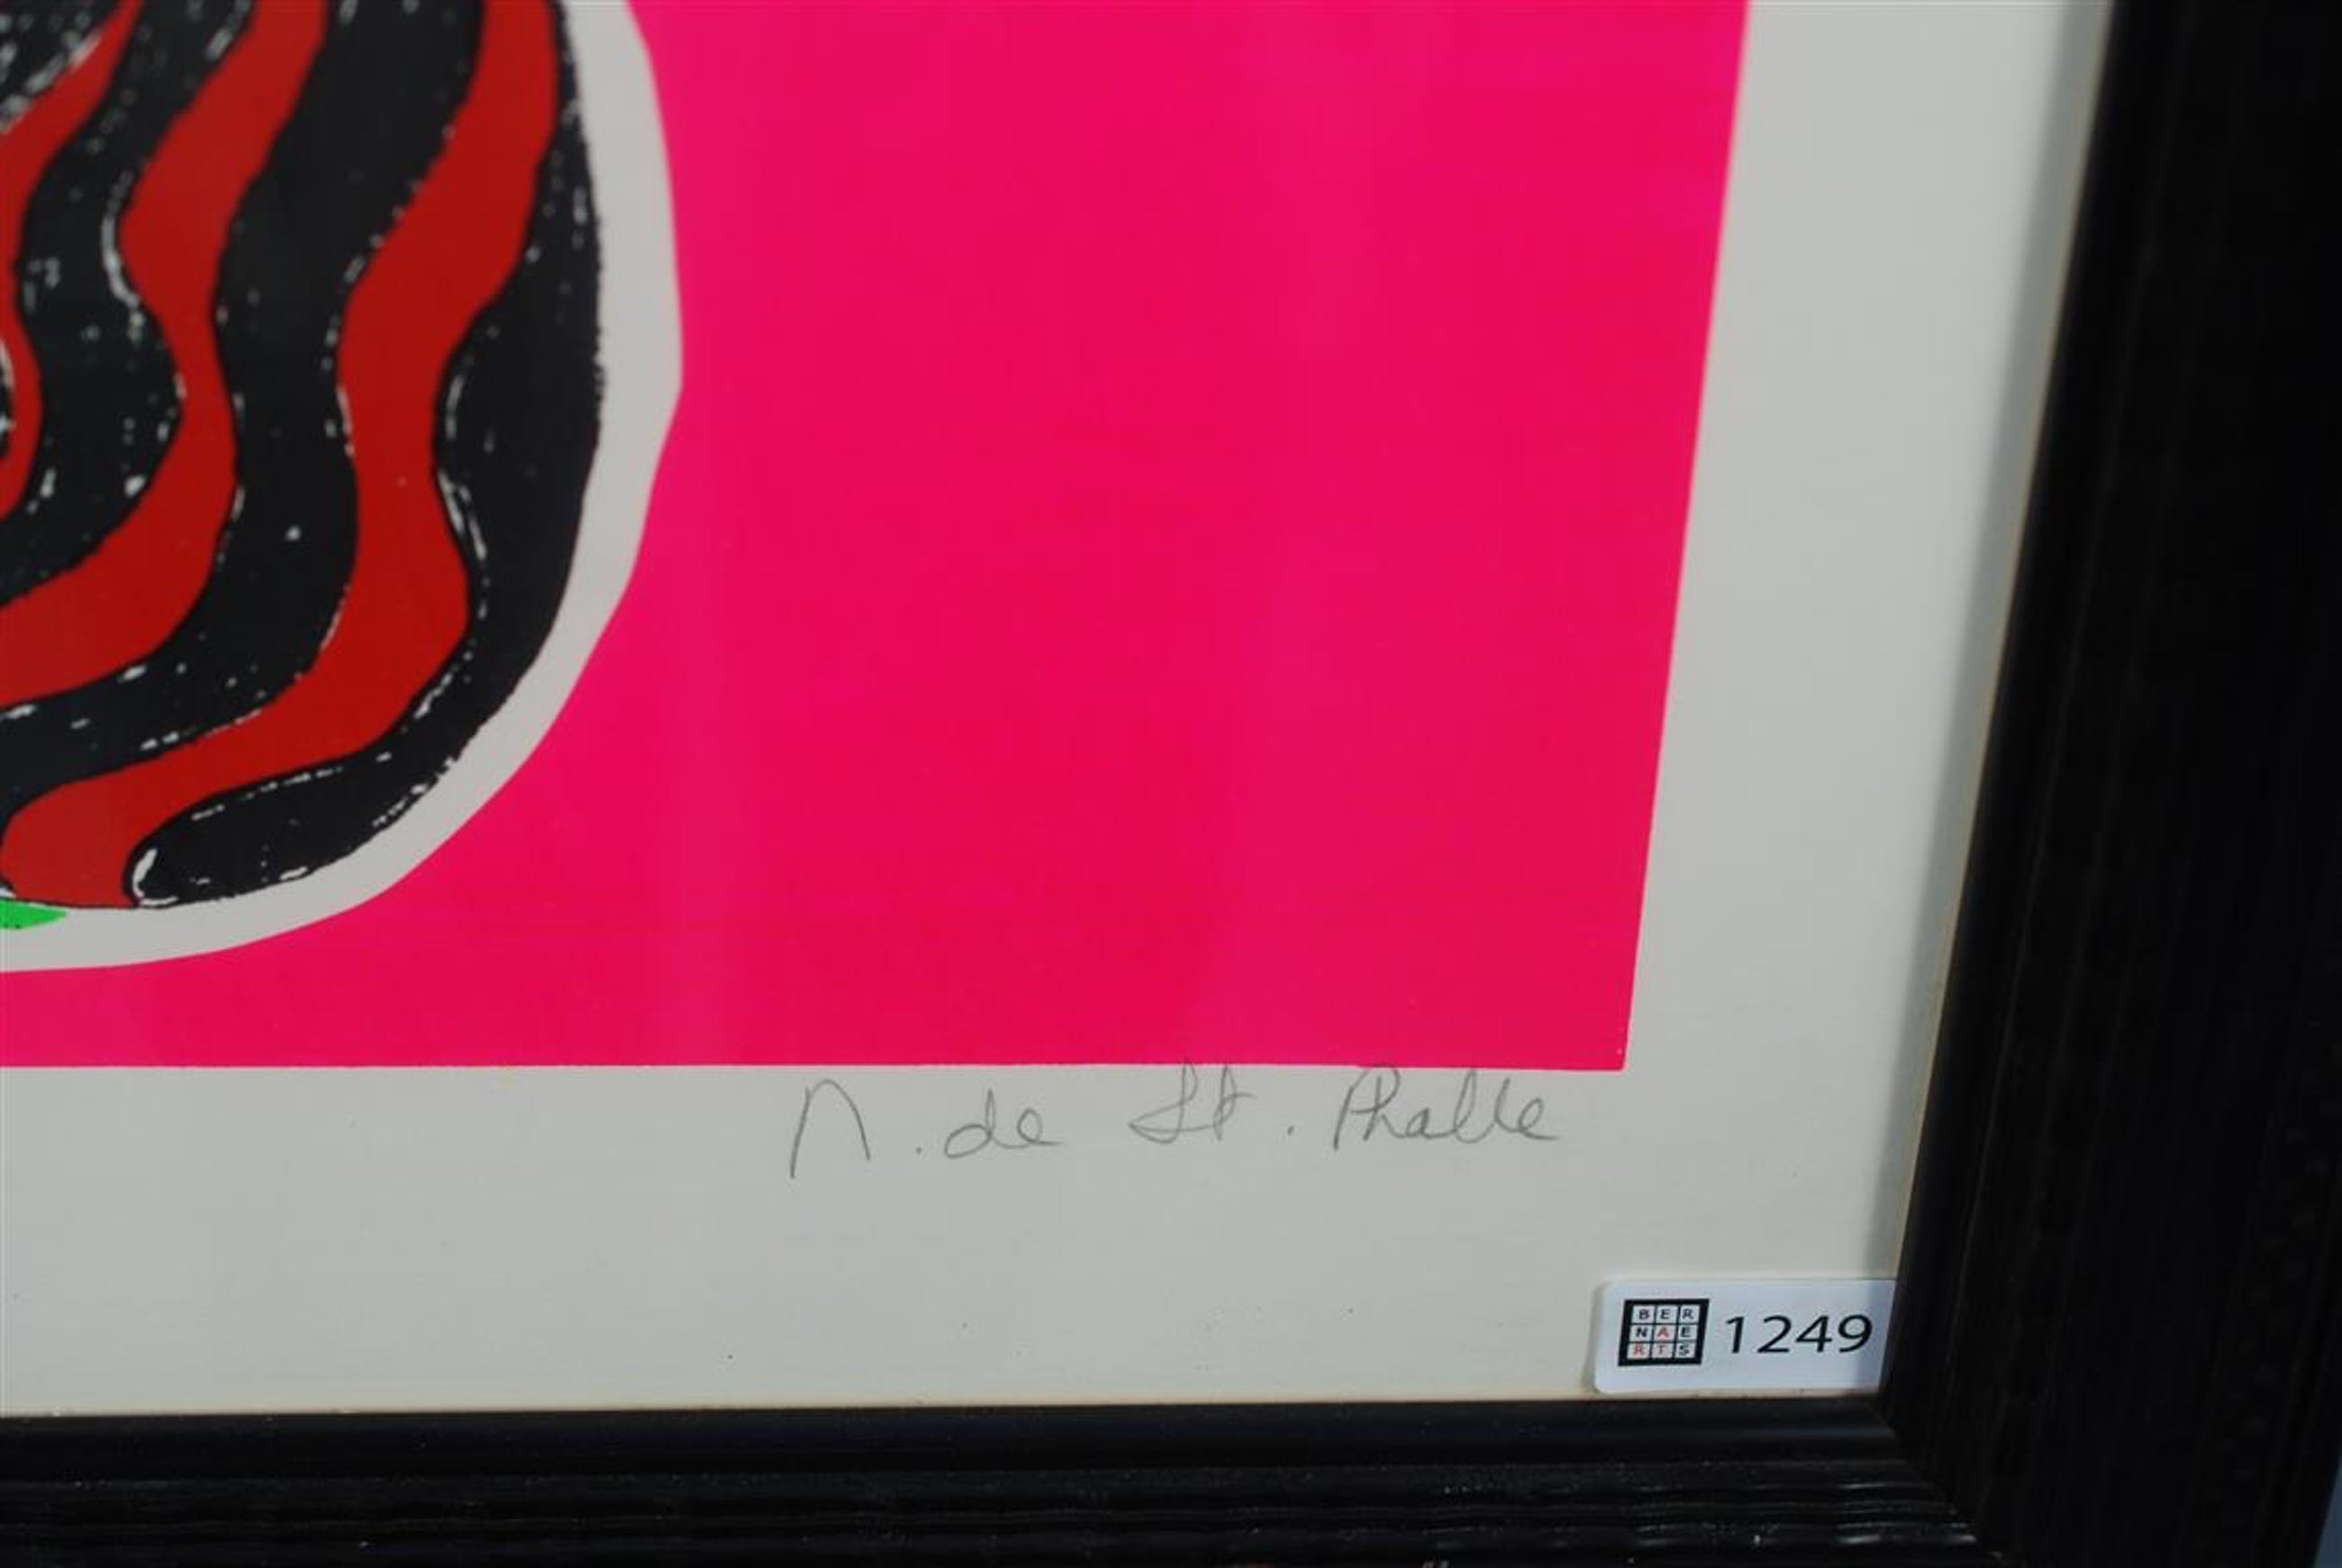 N. de St. Phalle
BER
NAE
RTS
1249